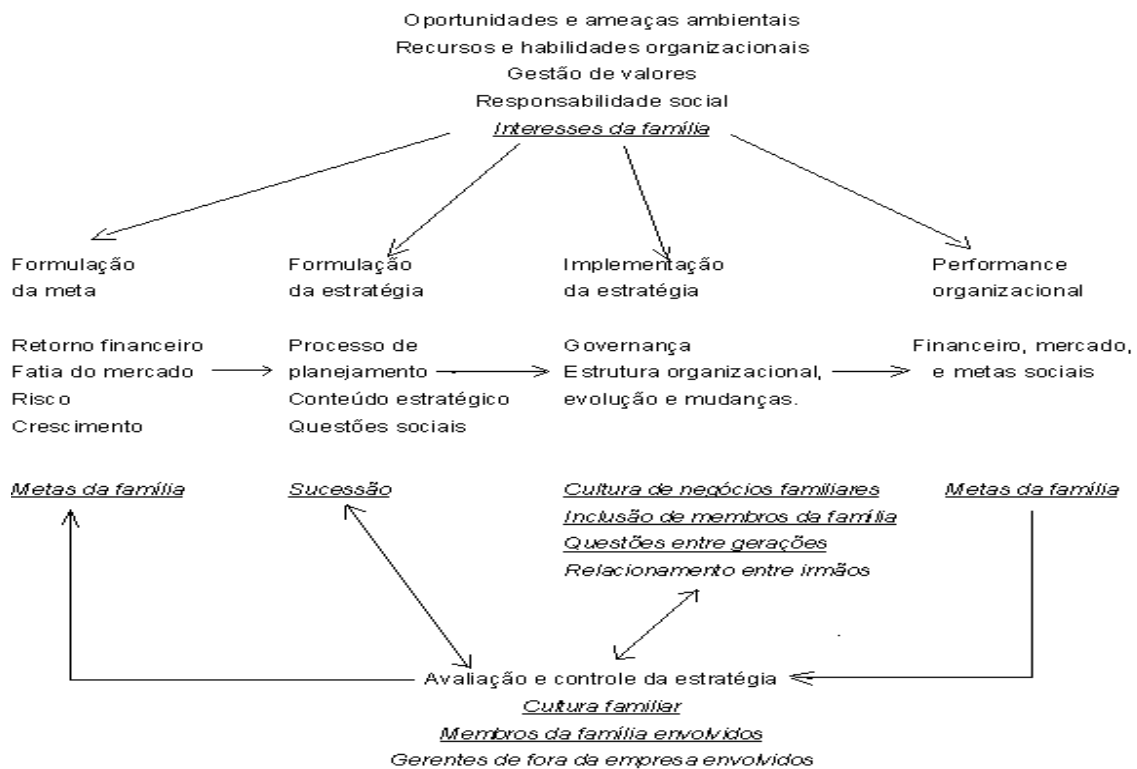 Oportunidades e ameaças ambientais
Recursos e habilidades organizacionais
Gestão de valores
Responsabilidade social
Interesses da família
Formulação
da meta
Formulação
da estratégia
Implementação
da estratégia
Performance
organizacional
Retorno financeiro
Fatia do mercado
Risco
Crescimento
Processo de
planejamento
Conteúdo estratégico
Questões sociais
Governança
Estrutura organizacional,
evolução e mudanças.
Financeiro, mercado,
e metas sociais
Metas da família
Sucessão
Cultura de negócios familiares
Inclusão de membros da família
Questões entre gerações
Relacionamento entre irmãos
Metas da família
Avaliação e controle da estratégia
Cultura familiar
Membros da família envolvidos
Gerentes de fora da empresa envolvidos